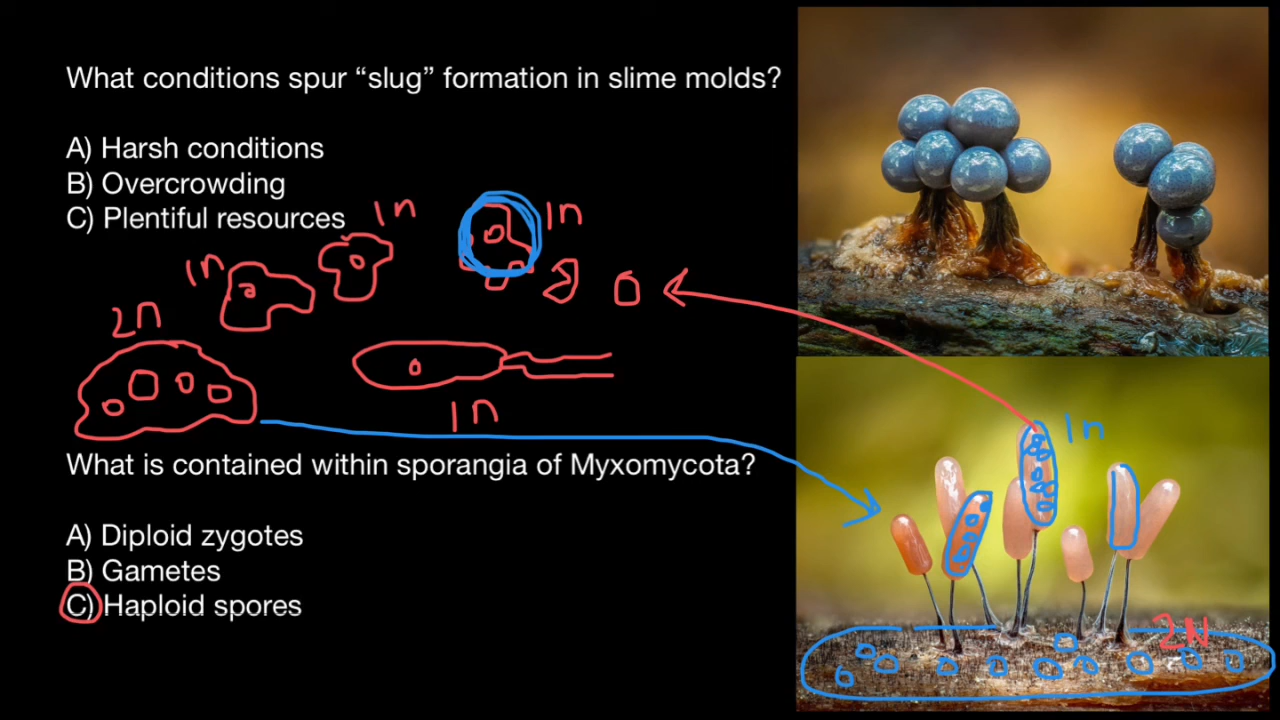 What conditions spur “slug” formation in slime molds?
A) Harsh conditions
B) Overcrowding
C) Plentiful resources
1n
1n
1n
2n
1n
1n
What is contained within sporangia of Myxomycota?
A) Diploid zygotes
B) Gametes
C) Haploid spores
2N